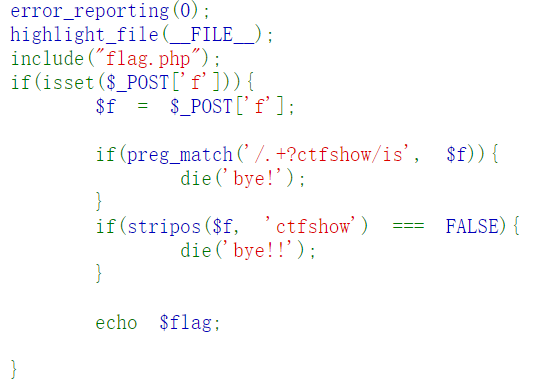 error_reporting(0);
highlight_file(__FILE__);
include("flag.php");
if(isset($_POST['f'])){
$f = $_POST['f'];
if(preg_match('/.+?ctfshow/is', $f)){
die('bye!');
}
if(stripos($f, 'ctfshow') === FALSE){
die('bye!!');
}
echo $flag;
}